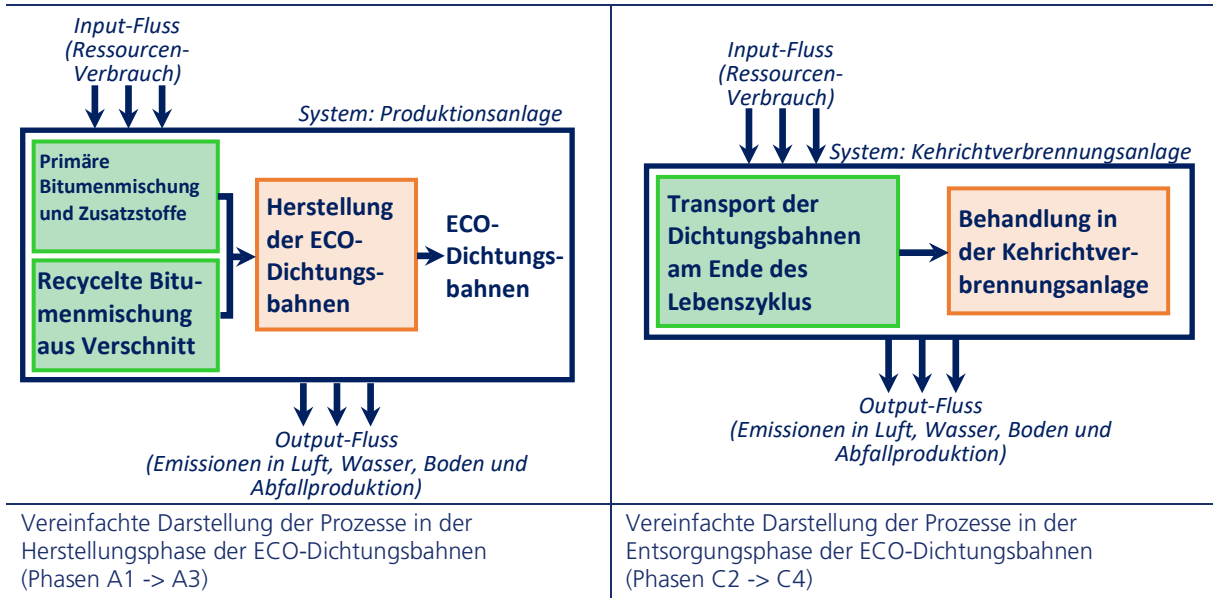 Input-Fluss
(Ressourcen-
Verbrauch)
System: Produktionsanlage
Primäre
Bitumenmischung
und Zusatzstoffe
Recycelte Bitu-
menmischung
aus Verschnitt
Herstellung
der ECO-
Dichtungs-
bahnen
ECO-
Dichtungs-
bahnen
Output-Fluss
(Emissionen in Luft, Wasser, Boden und
Abfallproduktion)
Vereinfachte Darstellung der Prozesse in der
Herstellungsphase der ECO-Dichtungsbahnen
(Phasen A1 -> A3)
Input-Fluss
(Ressourcen-
Verbrauch)
System: Kehrichtverbrennungsanlage
Transport der
Dichtungsbahnen
am Ende des
Lebenszyklus
Behandlung in
der Kehrichtver-
brennungsanlage
Output-Fluss
(Emissionen in Luft, Wasser, Boden und
Abfallproduktion)
Vereinfachte Darstellung der Prozesse in der
Entsorgungsphase der ECO-Dichtungsbahnen
(Phasen C2 -> C4)